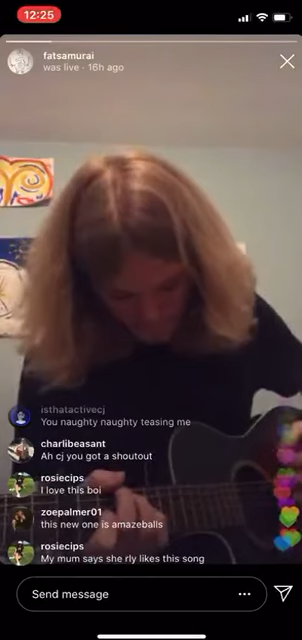 12:25
fatsamurai
was live · 16h ago
isthatactivecj
You naughty naughty teasing me
charlibeasant
Ah cj you got a shoutout
rosiecips
I love this boi
zoepalmer01
this new one is amazeballs
rosiecips
My mum says she rly likes this song
Send message